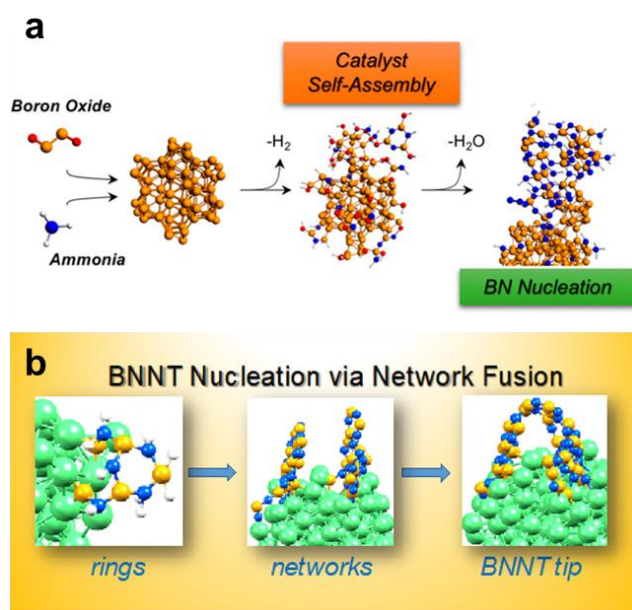 a
Catalyst
Self-Assembly
Boron Oxide
-H₂
-H₂O
Ammonia
BN Nucleation
b
BNNT Nucleation via Network Fusion
rings
networks
BNNT tip